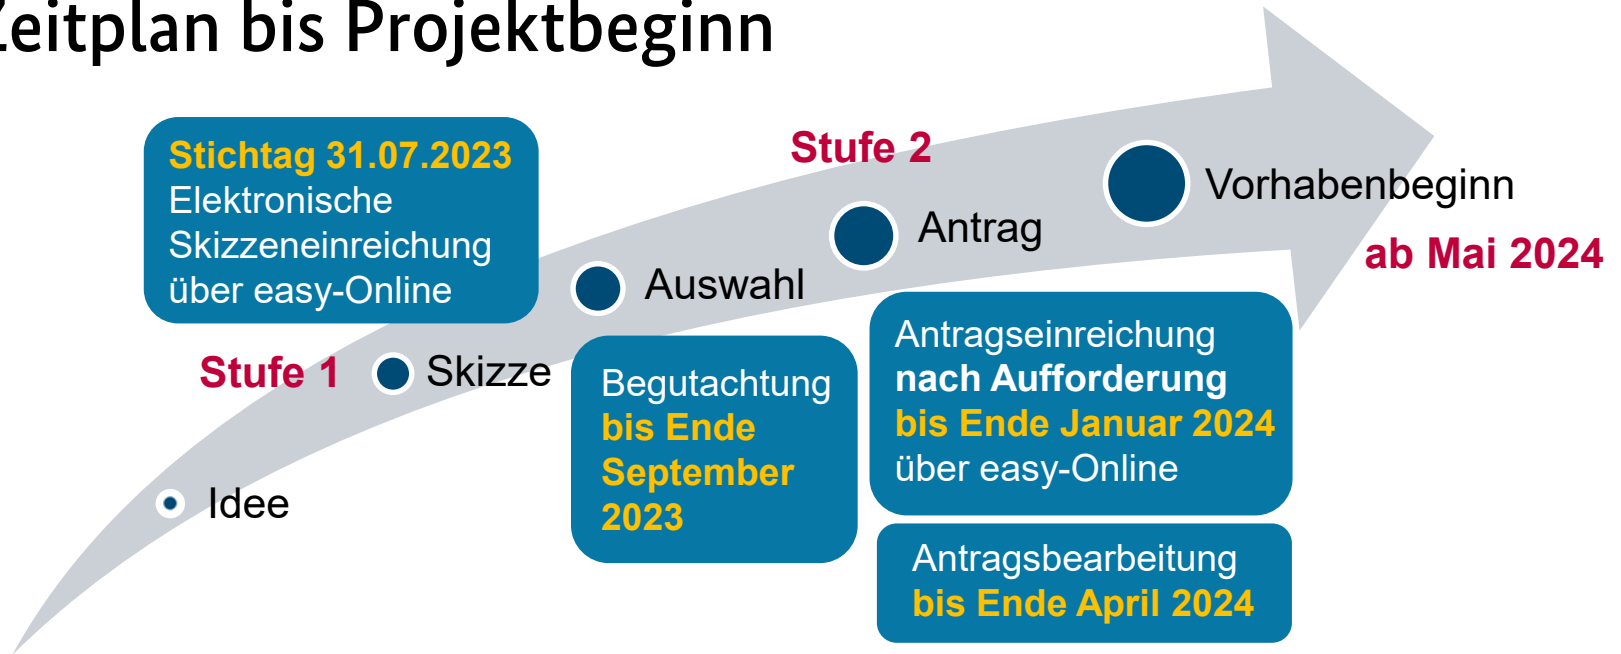 Zeitplan bis Projektbeginn
Stichtag 31.07.2023
Elektronische
Skizzeneinreichung
über easy-Online
Stufe 1
Idee
Skizze
Auswahl
Begutachtung
bis Ende
September
2023
Stufe 2
Antrag
Antragseinreichung
nach Aufforderung
bis Ende Januar 2024
über easy-Online
Antragsbearbeitung
bis Ende April 2024
Vorhabenbeginn
ab Mai 2024